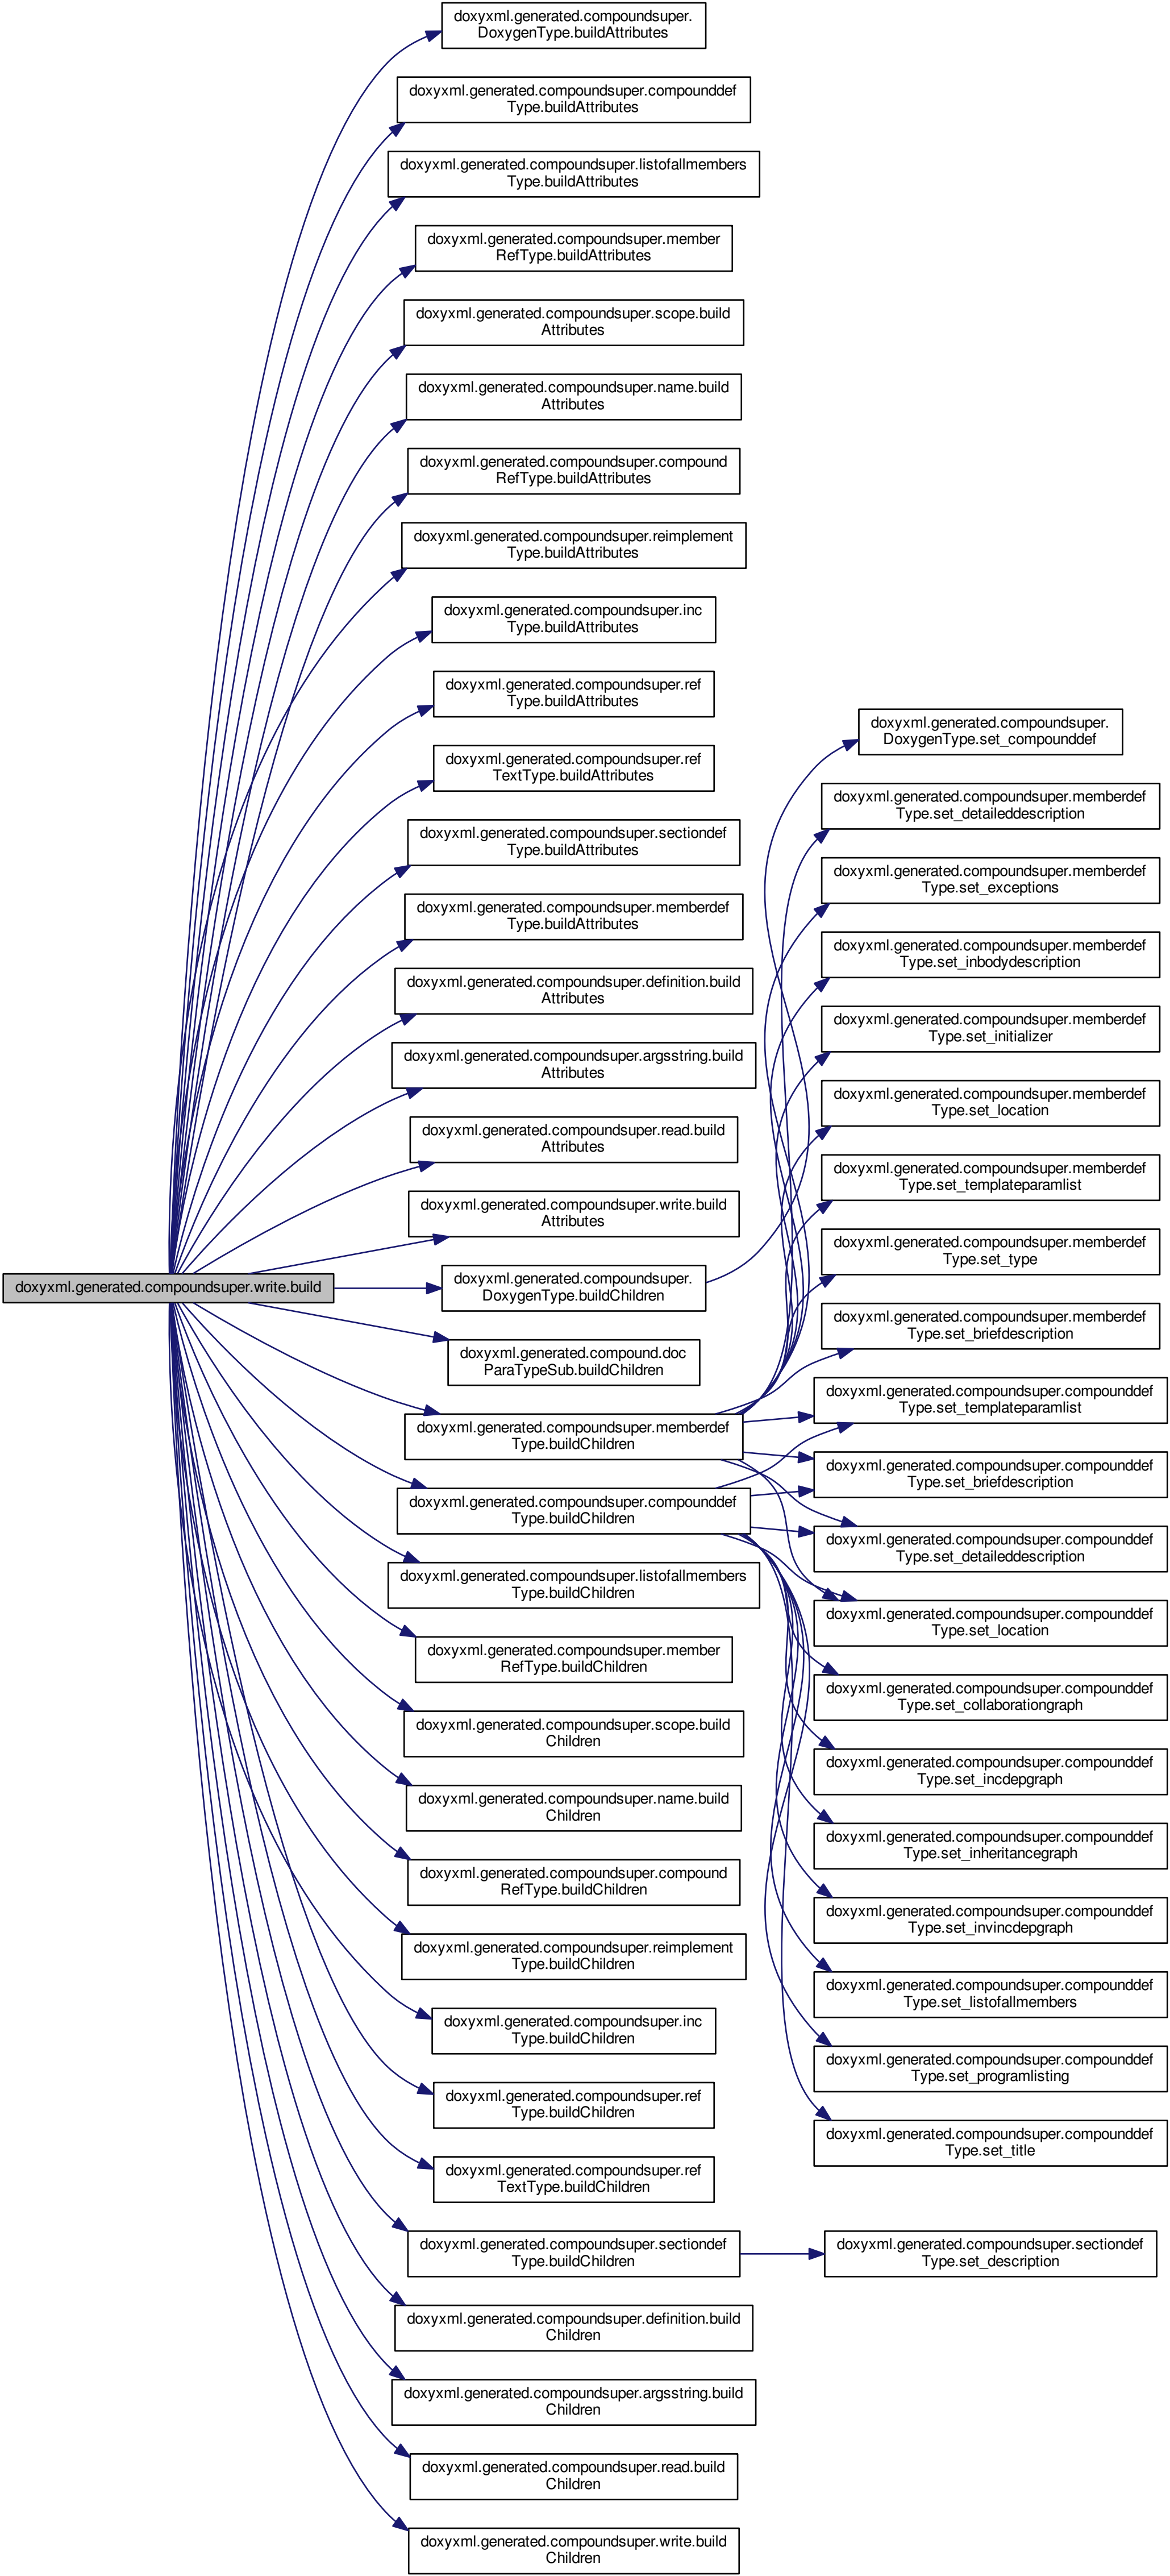 doxyxml.generated.compoundsuper.write.build
doxyxml.generated.compoundsuper.
DoxygenType.buildAttributes
doxyxml.generated.compoundsuper.compounddef
Type.buildAttributes
doxyxml.generated.compoundsuper.listofallmembers
Type.buildAttributes
doxyxml.generated.compoundsuper.member
RefType.buildAttributes
doxyxml.generated.compoundsuper.scope.build
Attributes
doxyxml.generated.compoundsuper.name.build
Attributes
doxyxml.generated.compoundsuper.compound
RefType.buildAttributes
doxyxml.generated.compoundsuper.reimplement
Type.buildAttributes
doxyxml.generated.compoundsuper.inc
Type.buildAttributes
doxyxml.generated.compoundsuper.ref
Type.buildAttributes
doxyxml.generated.compoundsuper.ref
TextType.buildAttributes
doxyxml.generated.compoundsuper.sectiondef
Type.buildAttributes
doxyxml.generated.compoundsuper.memberdef
Type.buildAttributes
doxyxml.generated.compoundsuper.definition.build
Attributes
doxyxml.generated.compoundsuper.argsstring.build
Attributes
doxyxml.generated.compoundsuper.read.build
Attributes
doxyxml.generated.compoundsuper.write.build
Attributes
doxyxml.generated.compoundsuper.
DoxygenType.buildChildren
doxyxml.generated.compound.doc
ParaTypeSub.buildChildren
doxyxml.generated.compoundsuper.memberdef
Type.buildChildren
doxyxml.generated.compoundsuper.compounddef
Type.buildChildren
doxyxml.generated.compoundsuper.listofallmembers
Type.buildChildren
doxyxml.generated.compoundsuper.member
RefType.buildChildren
doxyxml.generated.compoundsuper.scope.build
Children
doxyxml.generated.compoundsuper.name.build
Children
doxyxml.generated.compoundsuper.compound
RefType.buildChildren
doxyxml.generated.compoundsuper.reimplement
Type.buildChildren
doxyxml.generated.compoundsuper.inc
Type.buildChildren
doxyxml.generated.compoundsuper.ref
Type.buildChildren
doxyxml.generated.compoundsuper.ref
TextType.buildChildren
doxyxml.generated.compoundsuper.sectiondef
Type.buildChildren
doxyxml.generated.compoundsuper.definition.build
Children
doxyxml.generated.compoundsuper.argsstring.build
Children
doxyxml.generated.compoundsuper.read.build
Children
doxyxml.generated.compoundsuper.write.build
Children
doxyxml.generated.compoundsuper.
DoxygenType.set_compounddef
doxyxml.generated.compoundsuper.memberdef
Type.set_detaileddescription
doxyxml.generated.compoundsuper.memberdef
Type.set_exceptions
doxyxml.generated.compoundsuper.memberdef
Type.set_inbodydescription
doxyxml.generated.compoundsuper.memberdef
Type.set_initializer
doxyxml.generated.compoundsuper.memberdef
Type.set_location
doxyxml.generated.compoundsuper.memberdef
Type.set_templateparamlist
doxyxml.generated.compoundsuper.memberdef
Type.set_type
doxyxml.generated.compoundsuper.memberdef
Type.set_briefdescription
doxyxml.generated.compoundsuper.compounddef
Type.set_templateparamlist
doxyxml.generated.compoundsuper.compounddef
Type.set_briefdescription
doxyxml.generated.compoundsuper.compounddef
Type.set_detaileddescription
doxyxml.generated.compoundsuper.compounddef
Type.set_location
doxyxml.generated.compoundsuper.compounddef
Type.set_collaborationgraph
doxyxml.generated.compoundsuper.compounddef
Type.set_incdepgraph
doxyxml.generated.compoundsuper.compounddef
Type.set_inheritancegraph
doxyxml.generated.compoundsuper.compounddef
Type.set_invincdepgraph
doxyxml.generated.compoundsuper.compounddef
Type.set_listofallmembers
doxyxml.generated.compoundsuper.compounddef
Type.set_programlisting
doxyxml.generated.compoundsuper.compounddef
Type.set_title
doxyxml.generated.compoundsuper.sectiondef
Type.set_description